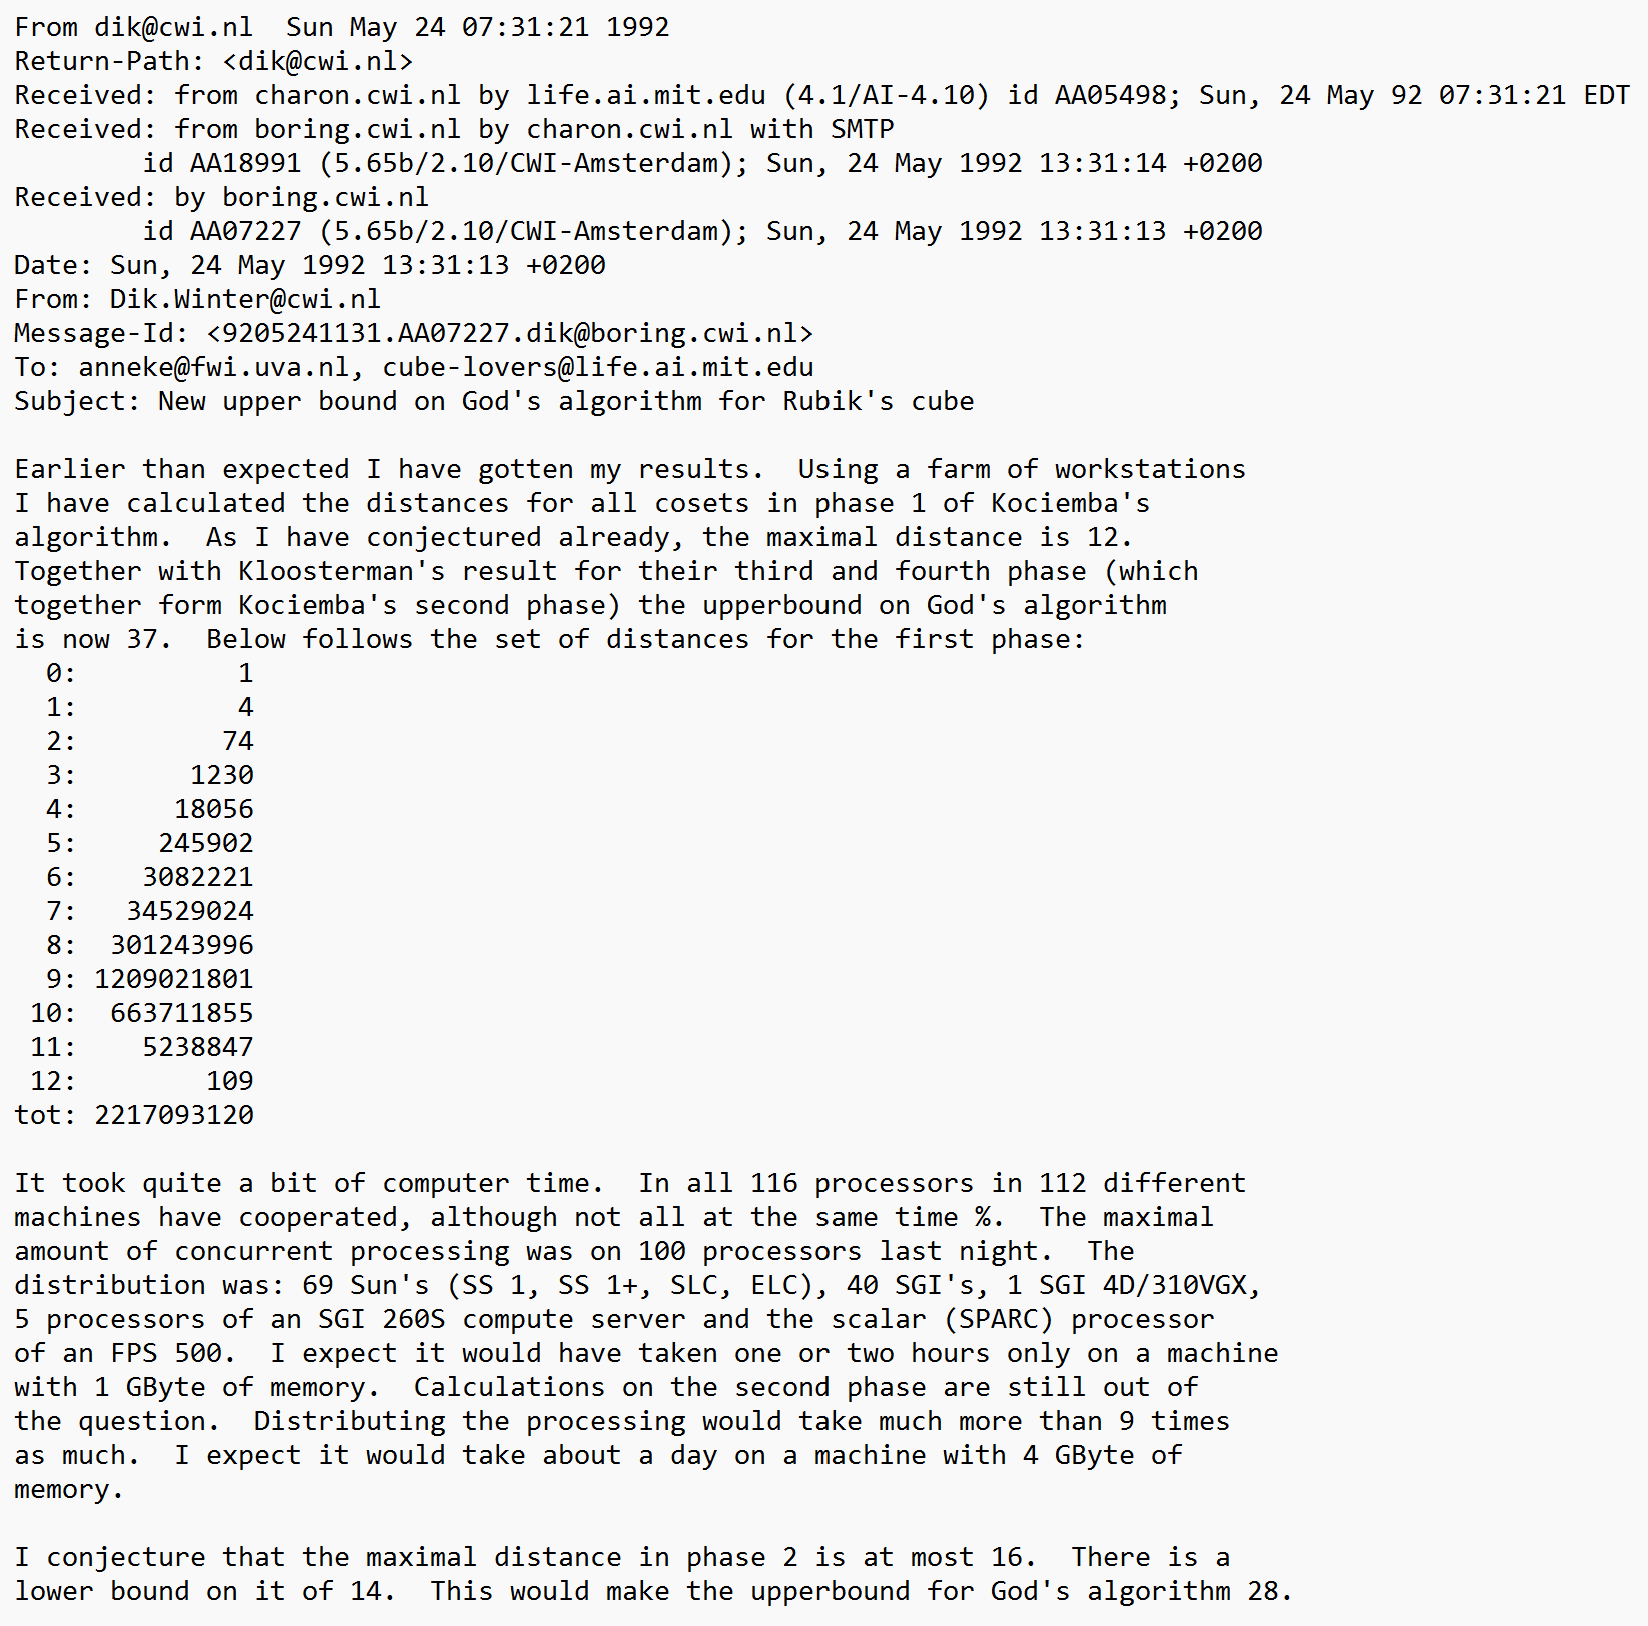 From dik@cwi.nl  Sun May 24 07:31:21 1992
Return-Path: <dik@cwi.nl>
Received: from charon.cwi.nl by life.ai.mit.edu (4.1/AI-4.10) id AA05498; Sun, 24 May 92 07:31:21 EDT
Received: from boring.cwi.nl by charon.cwi.nl with SMTP
        id AA18991 (5.65b/2.10/CWI-Amsterdam); Sun, 24 May 1992 13:31:14 +0200
Received: by boring.cwi.nl
        id AA07227 (5.65b/2.10/CWI-Amsterdam); Sun, 24 May 1992 13:31:13 +0200
Date: Sun, 24 May 1992 13:31:13 +0200
From: Dik.Winter@cwi.nl
Message-Id: <9205241131.AA07227.dik@boring.cwi.nl>
To: anneke@fwi.uva.nl, cube-lovers@life.ai.mit.edu
Subject: New upper bound on God's algorithm for Rubik's cube

Earlier than expected I have gotten my results.  Using a farm of workstations
I have calculated the distances for all cosets in phase 1 of Kociemba's
algorithm.  As I have conjectured already, the maximal distance is 12.
Together with Kloosterman's result for their third and fourth phase (which
together form Kociemba's second phase) the upperbound on God's algorithm
is now 37.  Below follows the set of distances for the first phase:
  0:          1
  1:          4
  2:         74
  3:       1230
  4:      18056
  5:     245902
  6:    3082221
  7:   34529024
  8:  301243996
  9: 1209021801
 10:  663711855
 11:    5238847
 12:        109
tot: 2217093120

It took quite a bit of computer time.  In all 116 processors in 112 different
machines have cooperated, although not all at the same time %.  The maximal
amount of concurrent processing was on 100 processors last night.  The
distribution was: 69 Sun's (SS 1, SS 1+, SLC, ELC), 40 SGI's, 1 SGI 4D/310VGX,
5 processors of an SGI 260S compute server and the scalar (SPARC) processor
of an FPS 500.  I expect it would have taken one or two hours only on a machine
with 1 GByte of memory.  Calculations on the second phase are still out of
the question.  Distributing the processing would take much more than 9 times
as much.  I expect it would take about a day on a machine with 4 GByte of
memory.

I conjecture that the maximal distance in phase 2 is at most 16.  There is a
lower bound on it of 14.  This would make the upperbound for God's algorithm 28.